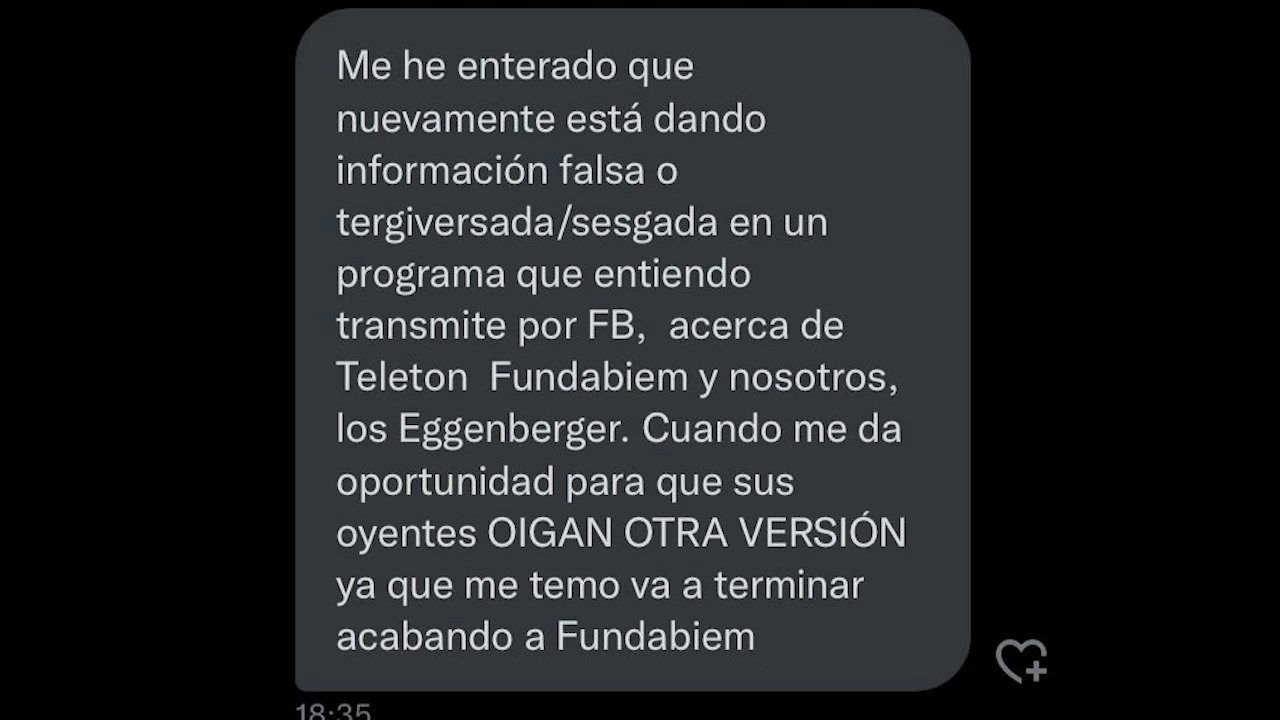 Me he enterado que
nuevamente está dando
información falsa o
tergiversada/sesgada en un
programa que entiendo
transmite por FB,  acerca de
Teleton  Fundabiem y nosotros,
los Eggenberger. Cuando me da
oportunidad para que sus
oyentes OIGAN OTRA VERSIÓN
ya que me temo va a terminar
acabando a Fundabiem
18:35